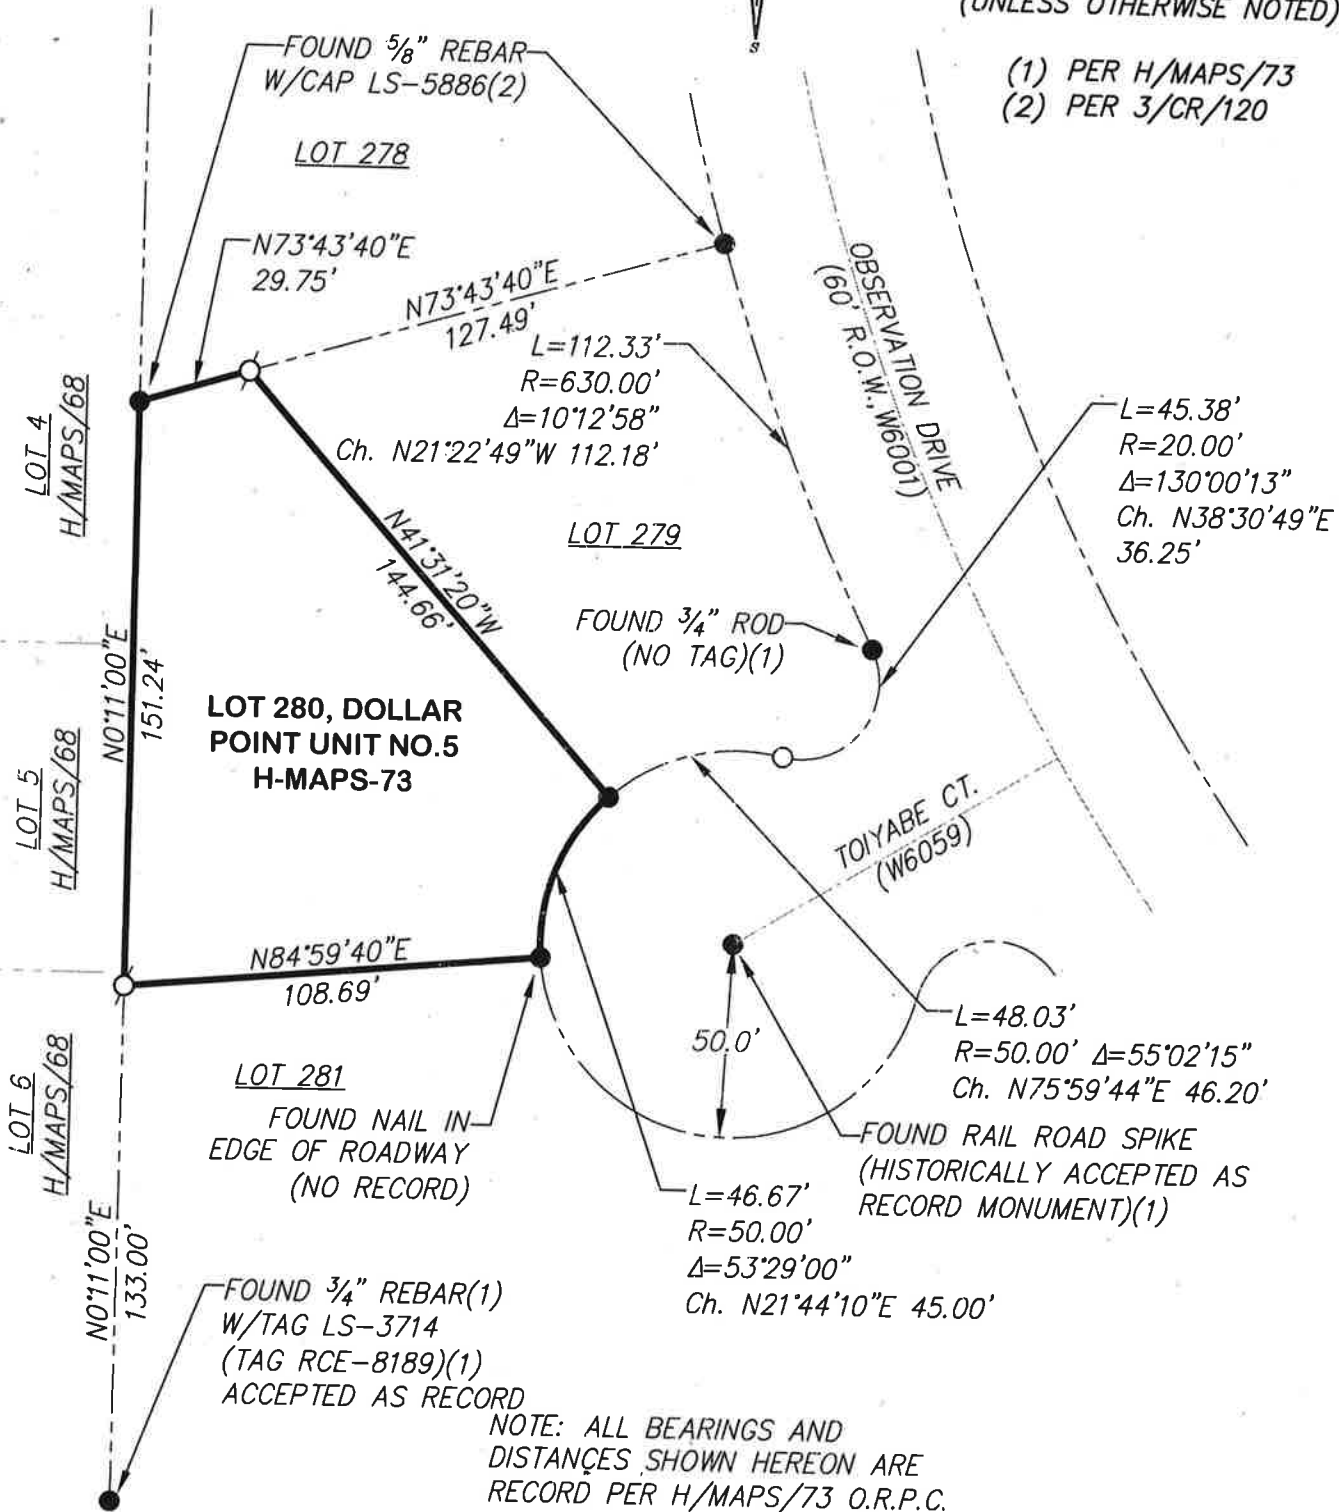 (UNLESS OTHERWISE NOTED)
S
(1) PER H/MAPS/73
(2) PER 3/CR/120
FOUND 5/8" REBAR
W/CAP LS-5886(2)
LOT 278
N73°43'40"E
29.75'
N73°43'40"E
127.49'
L=112.33'
R=630.00'
Δ=10°12'58"
Ch. N21°22'49"W 112.18'
OBSERVATION DRIVE
(60' R.O.W., W6001)
L=45.38'
R=20.00'
Δ=130°00'13"
Ch. N38°30'49"E
36.25'
LOT 4
H/MAPS/68
N41°31'20"W
144.66'
LOT 279
FOUND 3/4" ROD
(NO TAG)(1)
N0°11'00"E
151.24'
LOT 280, DOLLAR
POINT UNIT NO.5
H-MAPS-73
LOT 5
H/MAPS/68
TOIYABE CT.
(W6059)
N84°59'40"E
108.69'
50.0'
L=48.03'
R=50.00' Δ=55°02'15"
Ch. N75°59'44"E 46.20'
LOT 6
H/MAPS/68
LOT 281
FOUND NAIL IN
EDGE OF ROADWAY
(NO RECORD)
FOUND RAIL ROAD SPIKE
(HISTORICALLY ACCEPTED AS
RECORD MONUMENT)(1)
L=46.67'
R=50.00'
Δ=53°29'00"
Ch. N21°44'10"E 45.00'
N0°11'00"E
133.00'
FOUND 3/4" REBAR(1)
W/TAG LS-3714
(TAG RCE-8189)(1)
ACCEPTED AS RECORD
NOTE: ALL BEARINGS AND
DISTANCES SHOWN HEREON ARE
RECORD PER H/MAPS/73 O.R.P.C.